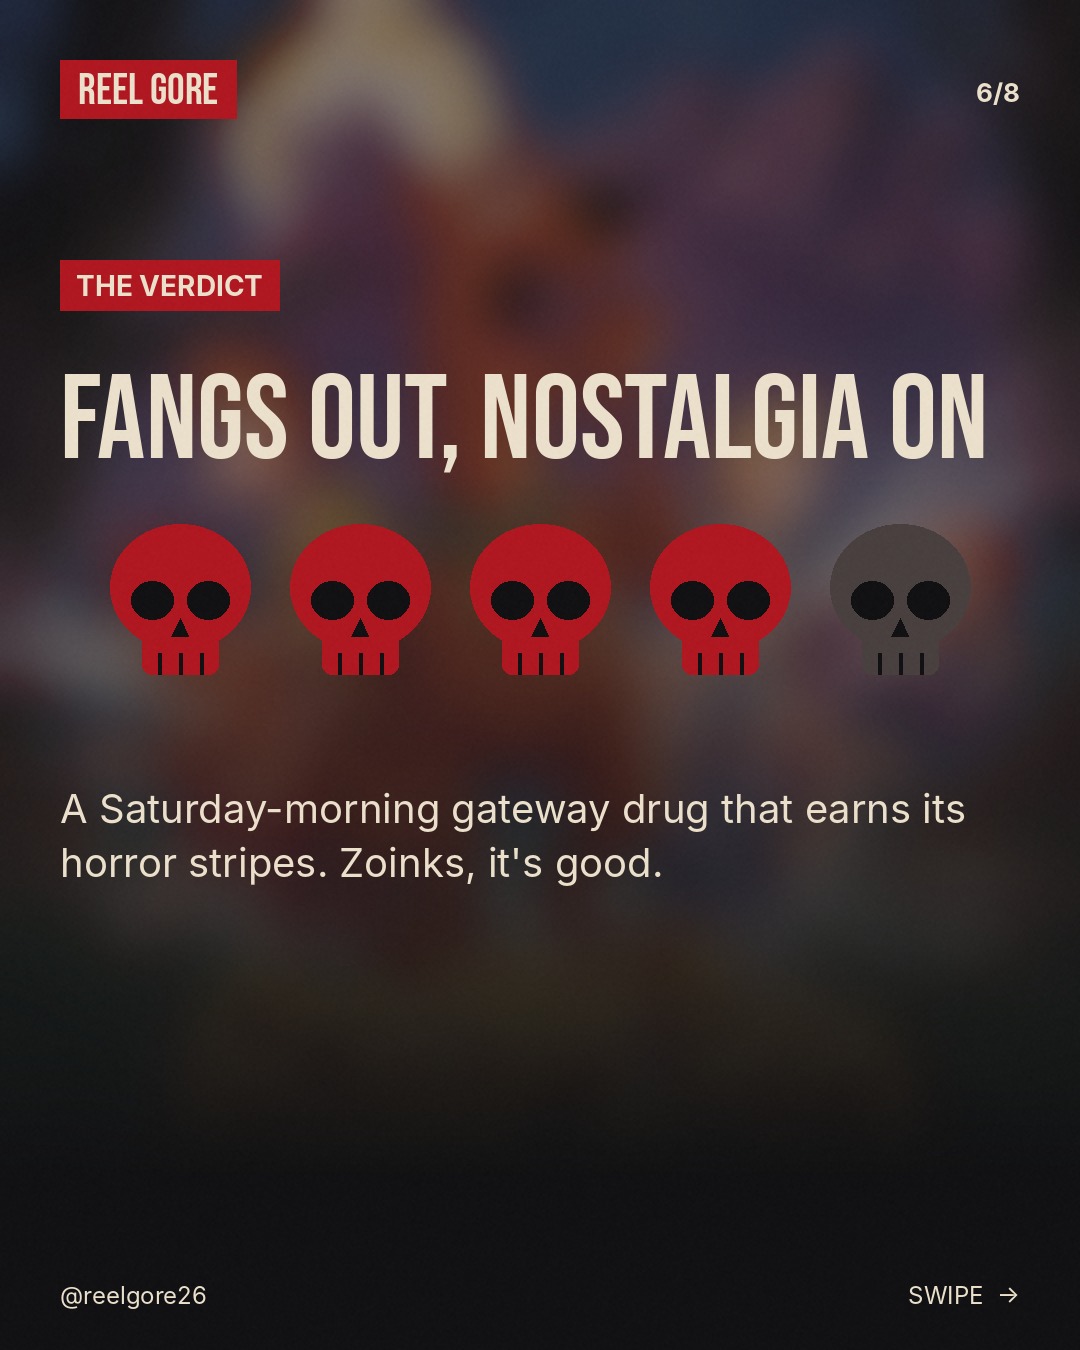 REEL GORE
6/8
THE VERDICT
FANGS OUT, NOSTALGIA ON
A Saturday-morning gateway drug that earns its
horror stripes. Zoinks, it's good.
@reelgore26
SWIPE →